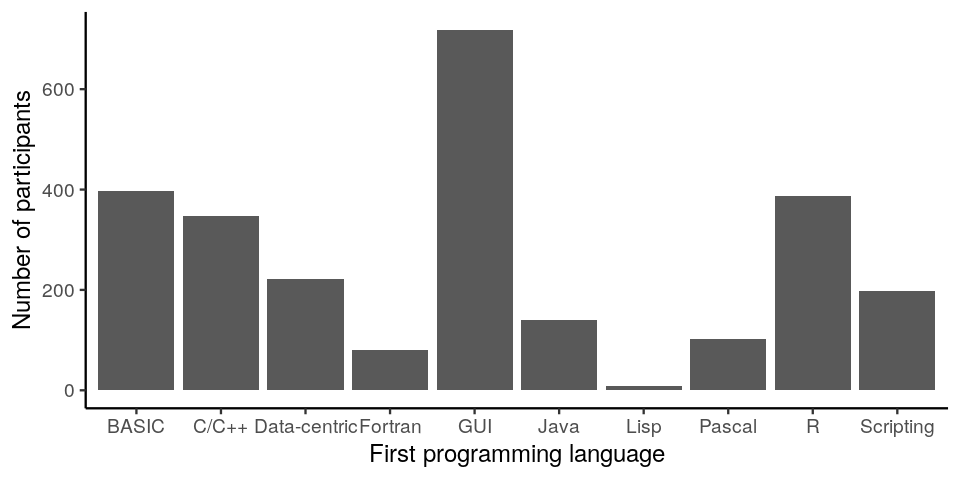 Number of participants
600
400
200
0
BASIC C/C++ Data-centric Fortran GUI Java Lisp Pascal R Scripting
First programming language